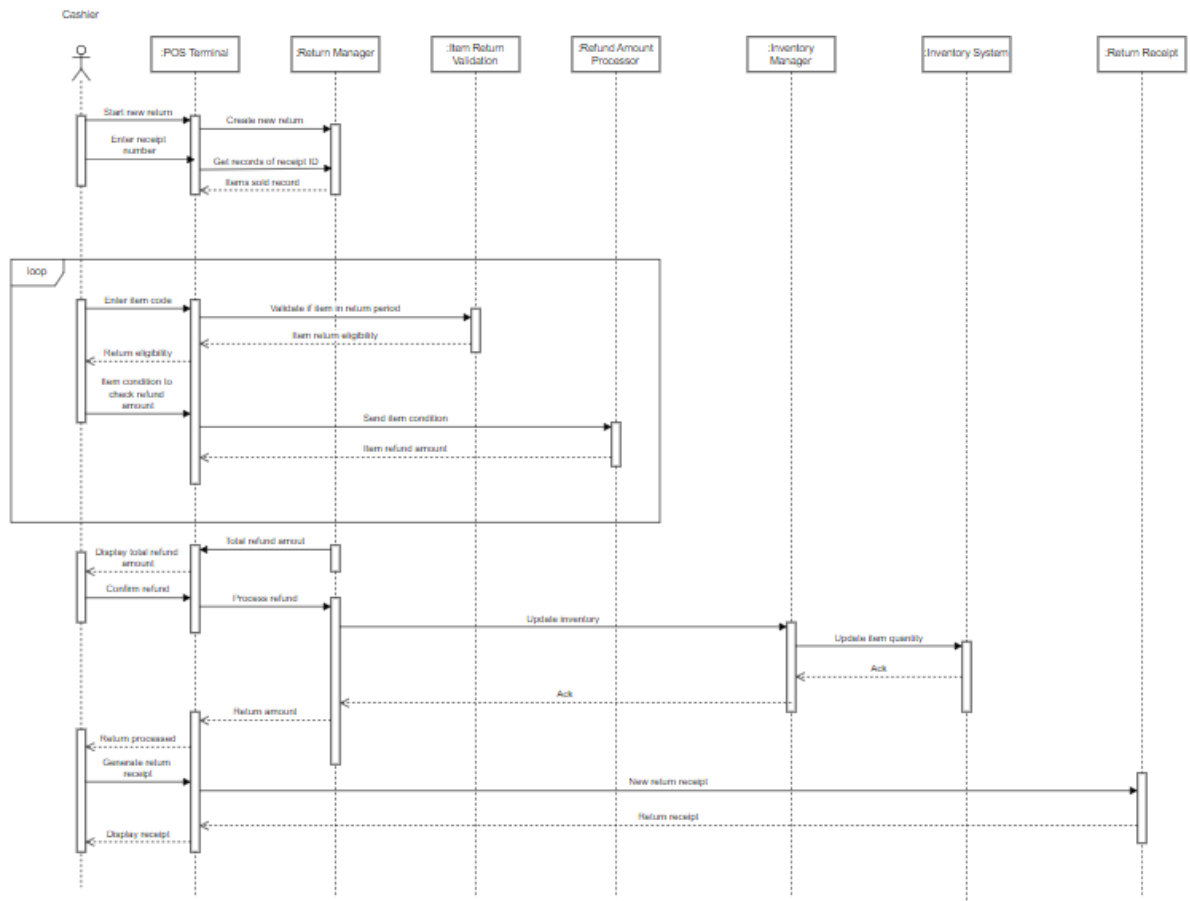 Cashier
:POS Terminal
:Return Manager
:Item Return
Validation
:Refund Amount
Processor
:Inventory
Manager
:Inventory System
:Return Receipt
Start new return
Create new return
Enter receipt
number
Get records of receipt ID
Items sold record
loop
Enter item code
Validate if item in return period
Item return eligibility
Return eligibility
Item condition to
check refund
amount
Send item condition
Item refund amount
Total refund amout
Display total refund
amount
Confirm refund
Process refund
Update inventory
Update item quantity
Ack
Ack
Return amount
Return processed
Generate return
receipt
New return receipt
Return receipt
Display receipt